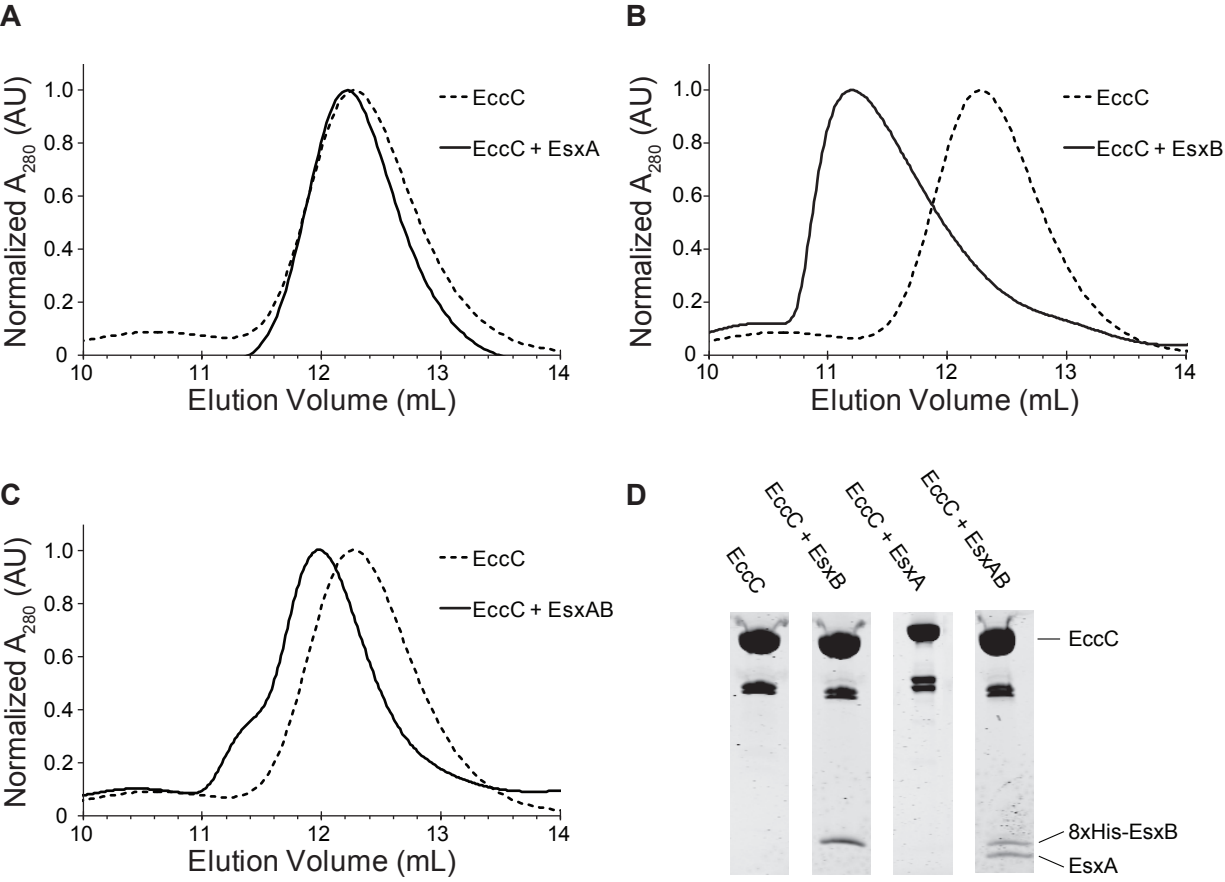 A
Normalized A280 (AU)
1.0
0.8
0.6
0.4
0.2
0
10
11
12
13
14
Elution Volume (mL)
EccC
EccC + EsxA
B
Normalized A280 (AU)
1.0
0.8
0.6
0.4
0.2
0
10
11
12
13
14
Elution Volume (mL)
EccC
EccC + EsxB
C
Normalized A280 (AU)
1.0
0.8
0.6
0.4
0.2
0
10
11
12
13
14
Elution Volume (mL)
EccC
EccC + EsxAB
D
EccC
EccC + EsxB
EccC + EsxA
EccC + EsxAB
EccC
8xHis-EsxB
EsxA